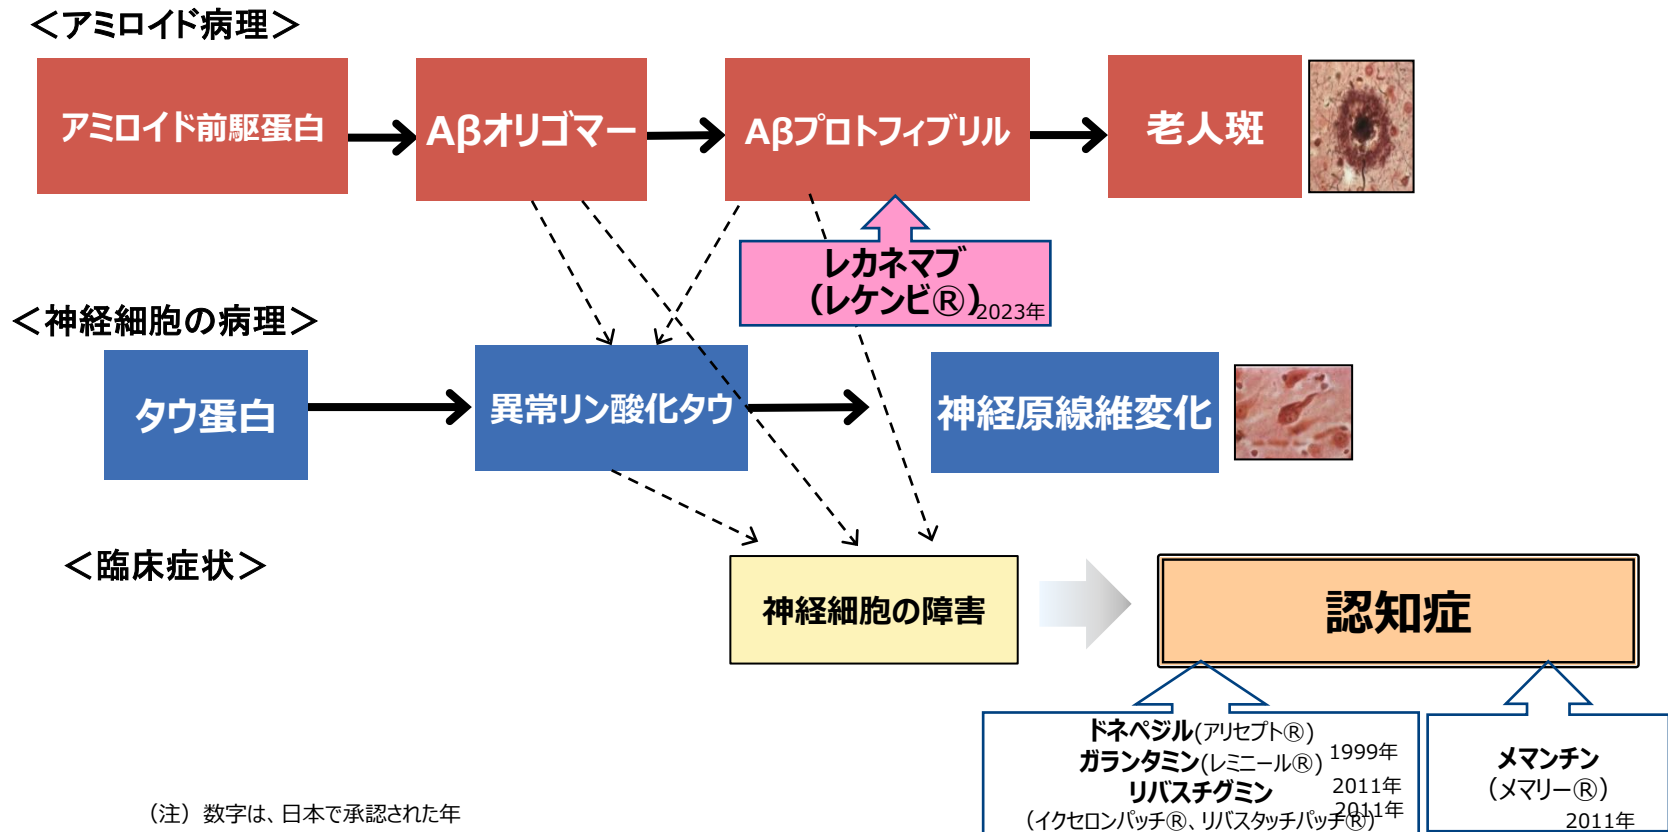 ＜アミロイド病理＞
アミロイド前駆蛋白
Aβオリゴマー
Aβプロトフィブリル
老人斑
レカネマブ
（レケンビ®）2023年
＜神経細胞の病理＞
タウ蛋白
異常リン酸化タウ
神経原線維変化
＜臨床症状＞
神経細胞の障害
認知症
ドネペジル(アリセプト®)
1999年
ガランタミン(レミニール®)
2011年
リバスチグミン
2011年
（イクセロンパッチ®、リバスタッチパッチ®）
メマンチン
（メマリー®）
2011年
（注）数字は、日本で承認された年